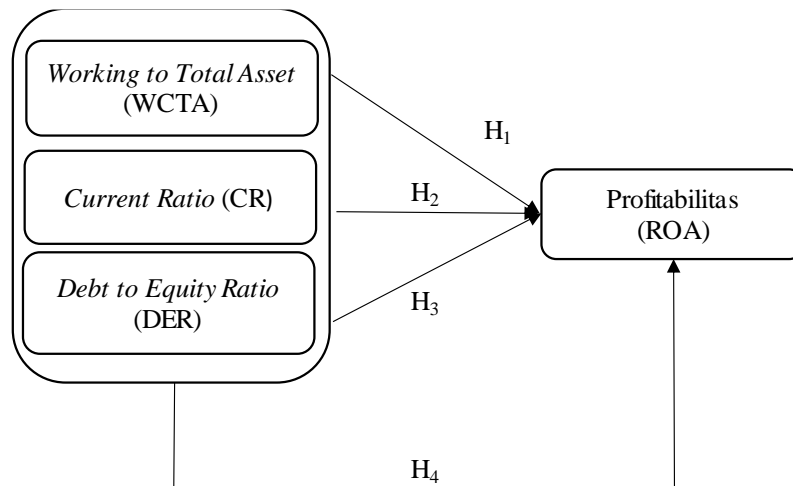 Working to Total Asset
(WCTA)
H₁
Current Ratio (CR)
H₂
Profitabilitas
(ROA)
Debt to Equity Ratio
(DER)
H₃
H₄